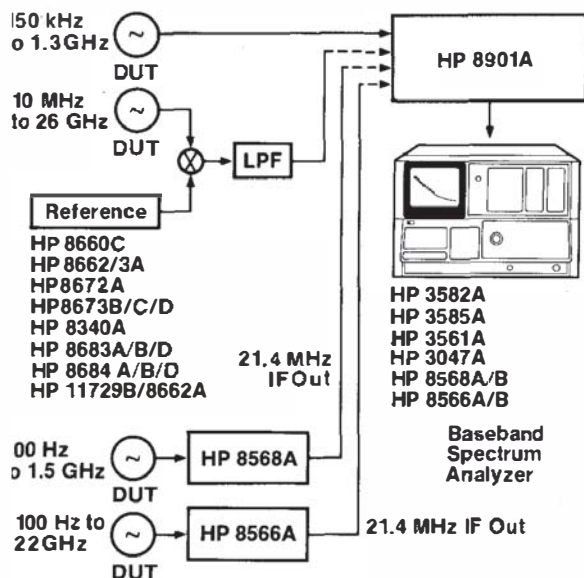 150 kHz
to 1.3GHz
DUT
10 MHz
to 26 GHz
DUT
LPF
HP 8901A
Reference
HP 8660C
HP 8662/3A
HP8672A
HP8673B/C/D
HP 8340A
HP 8683A/B/D
HP 8684 A/B/D
HP 11729B/8662A
21.4 MHz
IF Out
HP 3582A
HP 3585A
HP 3561A
HP 3047A
HP 8568A/B
HP 8566A/B
Baseband
Spectrum
Analyzer
00 Hz
o 1.5 GHz
DUT
HP 8568A
100 Hz to
22GHz
DUT
HP 8566A
21.4 MHz IF Out